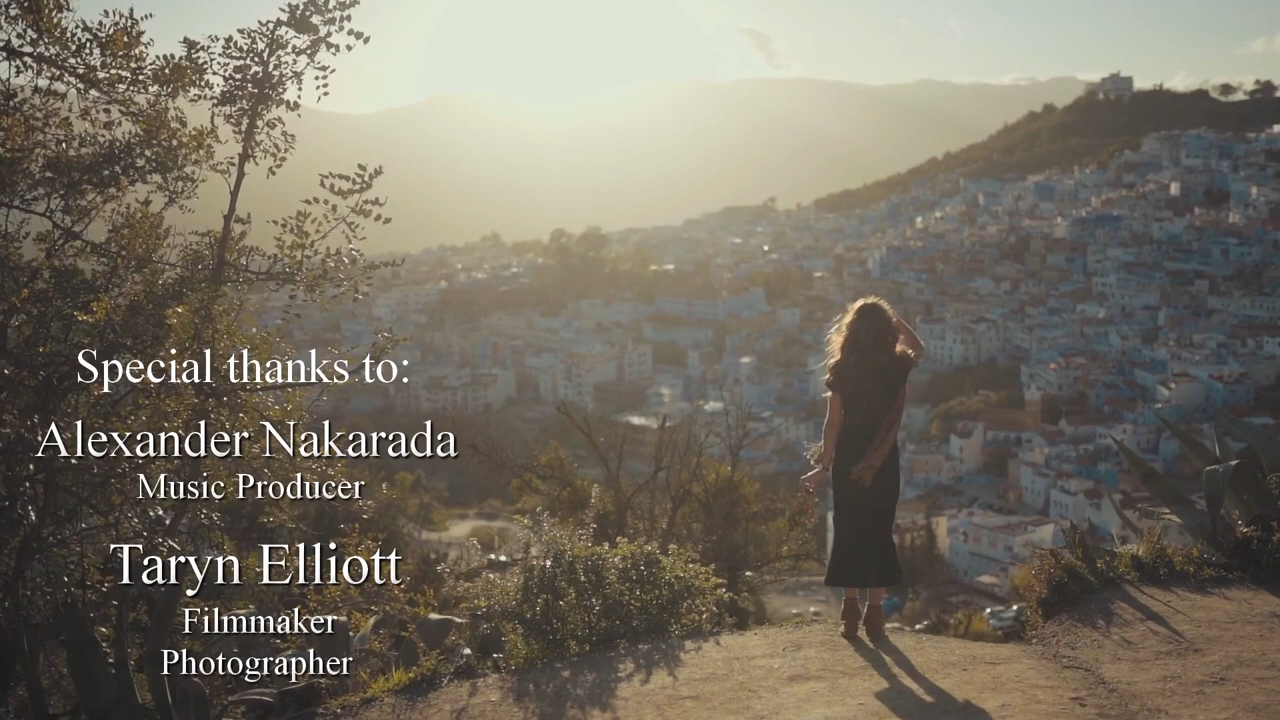 Special thanks to:
Alexander Nakarada
Music Producer
Taryn Elliott
Filmmaker
Photographer